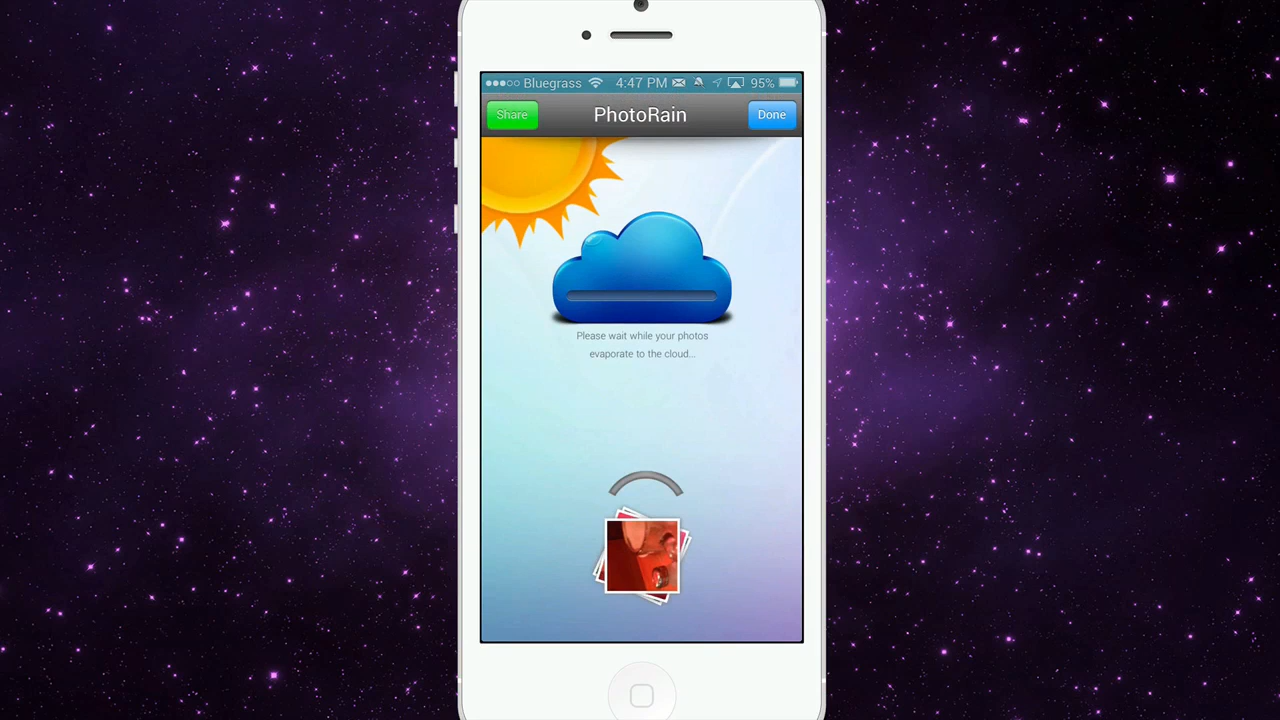 Bluegrass 4:47 PM 95%
Share PhotoRain Done
Please wait while your photos
evaporate to the cloud...